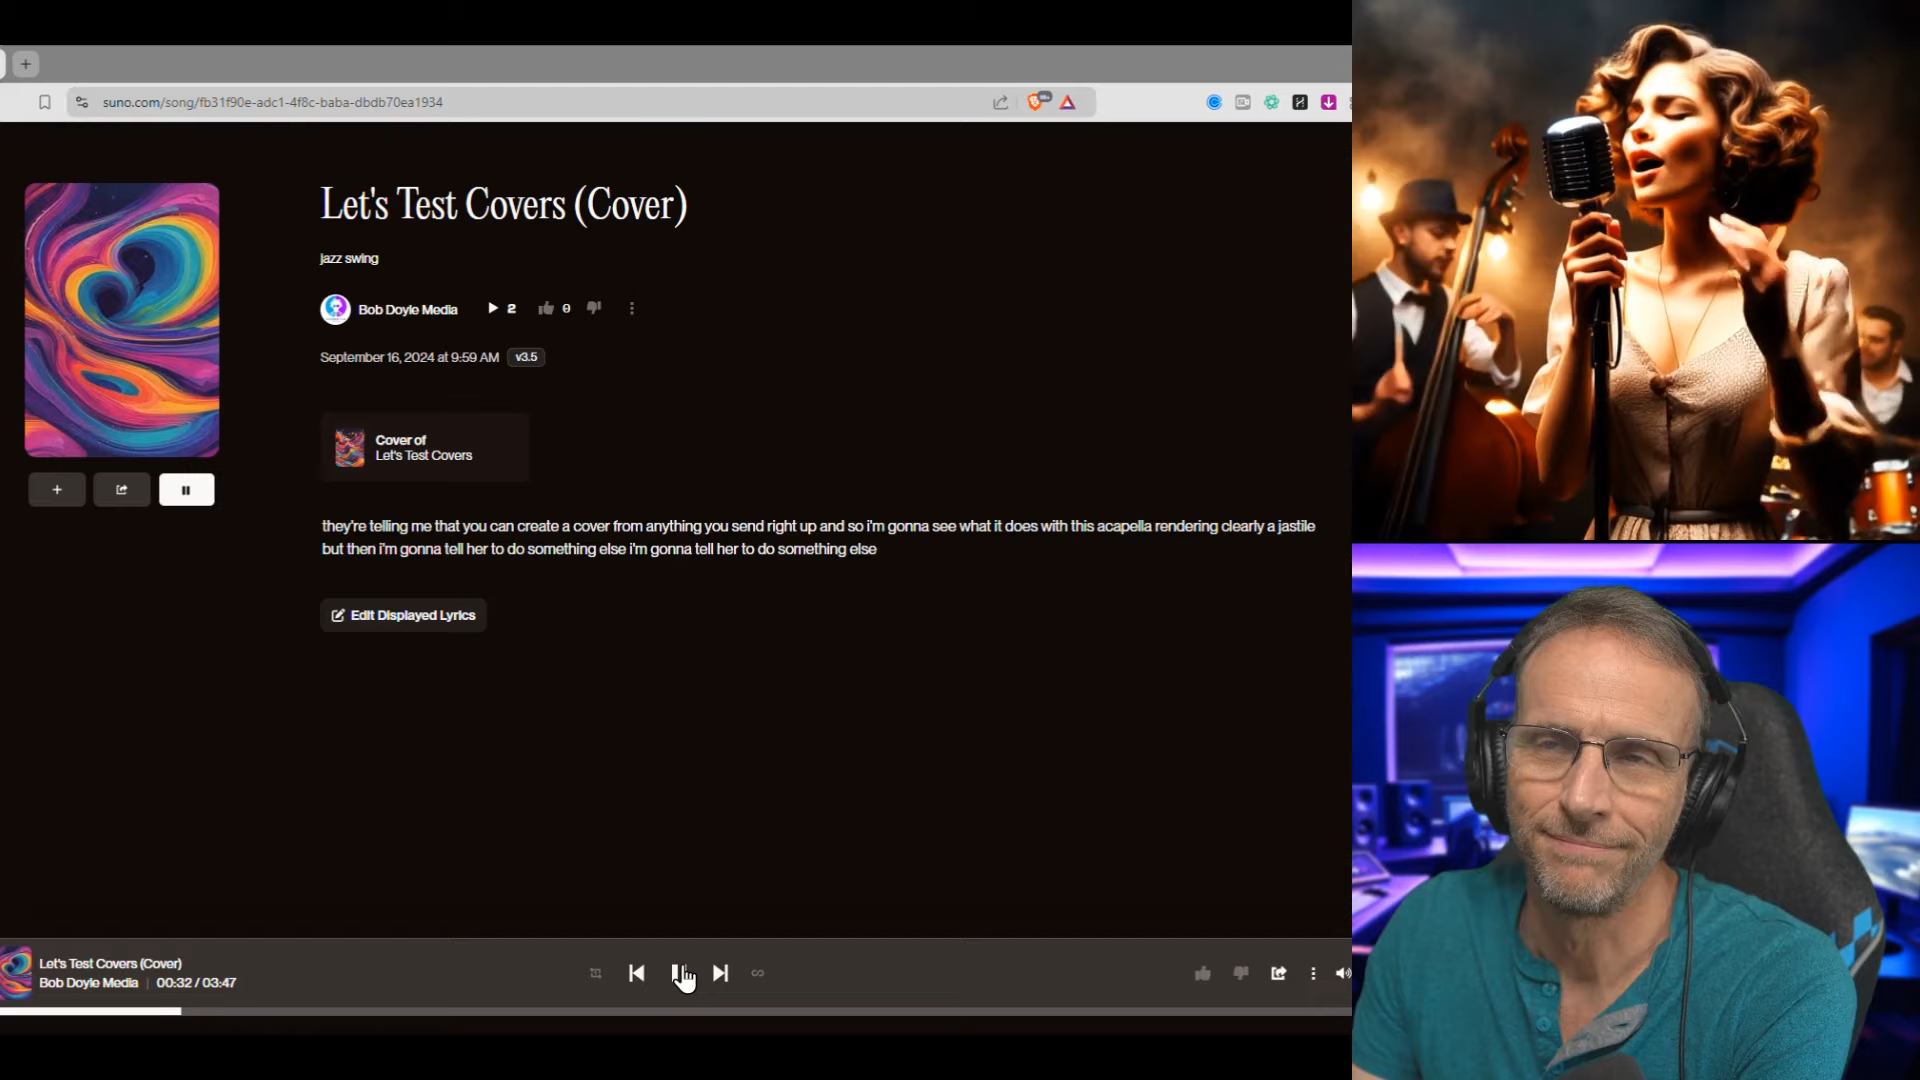 suno.com/song/fb31f90e-adc1-4f8c-baba-dbdb70ea1934
Let's Test Covers (Cover)
jazz swing
Bob Doyle Media 2 0
September 16, 2024 at 9:59 AM v3.5
Cover of
Let's Test Covers
they're telling me that you can create a cover from anything you send right up and so i'm gonna see what it does with this acapella rendering clearly a jastile
but then i'm gonna tell her to do something else i'm gonna tell her to do something else
Edit Displayed Lyrics
Let's Test Covers (Cover)
Bob Doyle Media | 00:32 / 03:47